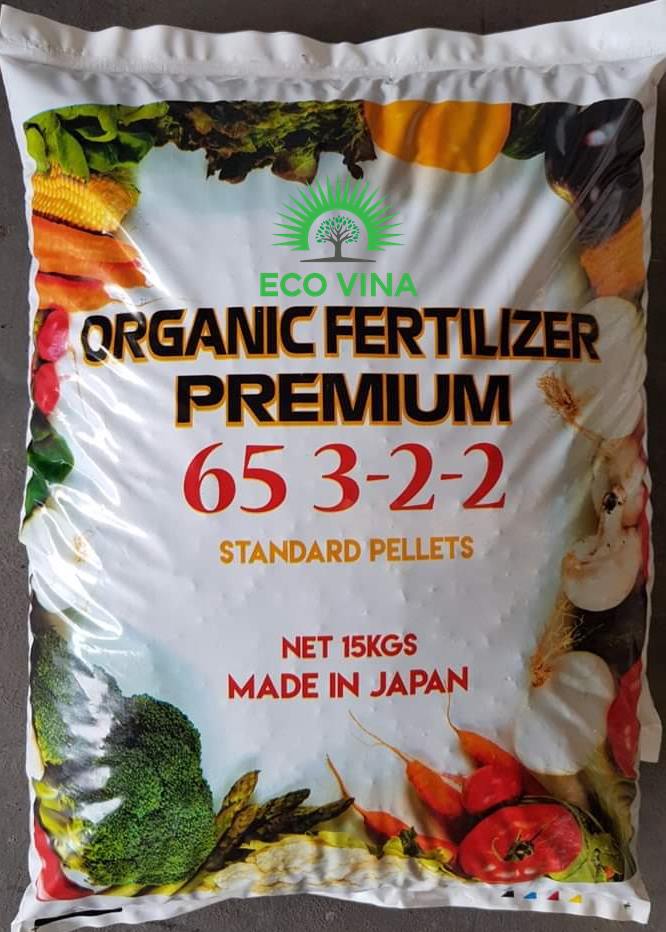 ECO VINA
ORGANIC FERTILIZER
PREMIUM
65 3-2-2
STANDARD PELLETS
NET 15KGS
MADE IN JAPAN